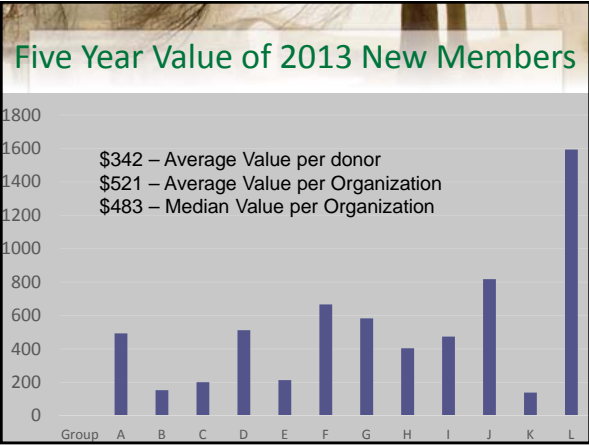 Five Year Value of 2013 New Members
1800
1600
1400
1200
1000
800
600
400
200
0
$342 – Average Value per donor
$521 – Average Value per Organization
$483 – Median Value per Organization
Group A B C D E F G H I J K L